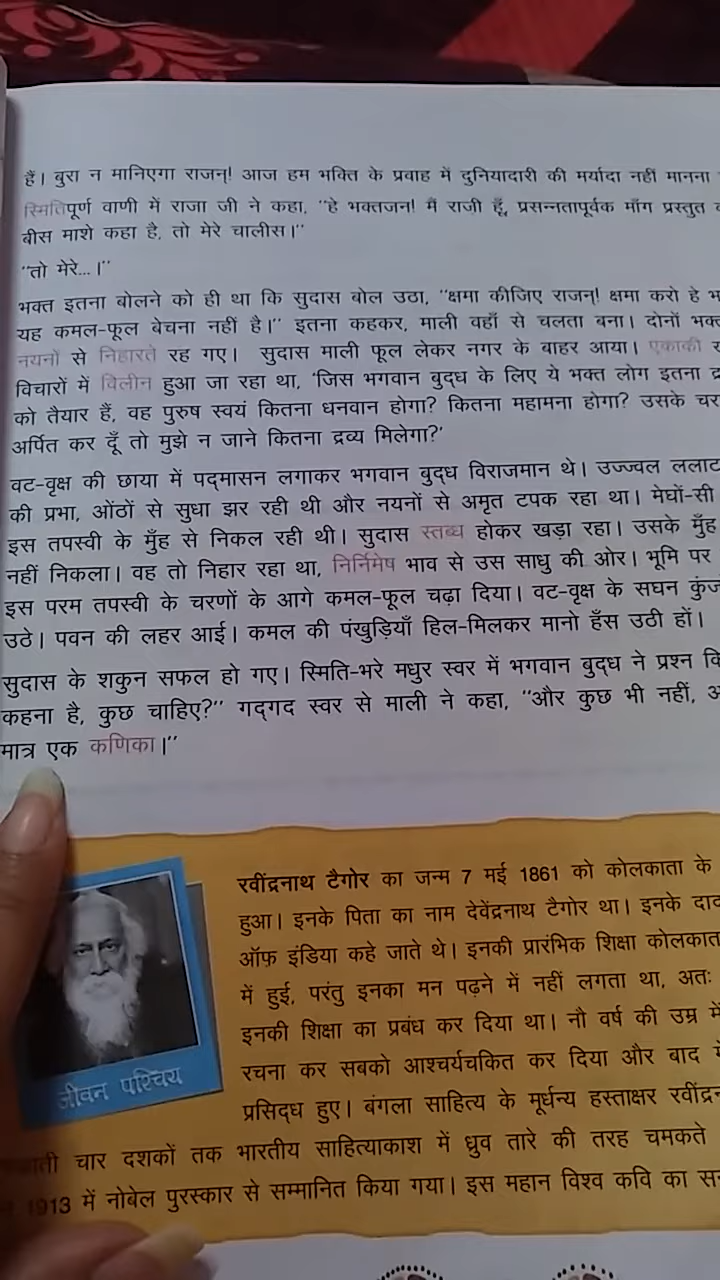 हैं। बुरा न मानिएगा राजन्! आज हम भक्ति के प्रवाह में दुनियादारी की मर्यादा नहीं मानना
स्मितिपूर्ण वाणी में राजा जी ने कहा, "हे भक्तजन! मैं राज़ी हूँ, प्रसन्नतापूर्वक माँग प्रस्तुत
बीस माशे कहा है, तो मेरे चालीस।"
"तो मेरे...।"
भक्त इतना बोलने को ही था कि सुदास बोल उठा, "क्षमा कीजिए राजन्! क्षमा करो हे
यह कमल-फूल बेचना नहीं है।" इतना कहकर, माली वहाँ से चलता बना। दोनों भक्त
नयनों से निहारते रह गए। सुदास माली फूल लेकर नगर के बाहर आया। एकाकी
विचारों में विलीन हुआ जा रहा था, 'जिस भगवान बुद्ध के लिए ये भक्त लोग इतना
को तैयार हैं, वह पुरुष स्वयं कितना धनवान होगा? कितना महामना होगा? उसके
अर्पित कर दूँ तो मुझे न जाने कितना द्रव्य मिलेगा?'
वट-वृक्ष की छाया में पद्मासन लगाकर भगवान बुद्ध विराजमान थे। उज्ज्वल ललाट
की प्रभा, ओंठों से सुधा झर रही थी और नयनों से अमृत टपक रहा था। मेघों-सी
इस तपस्वी के मुँह से निकल रही थी। सुदास स्तब्ध होकर खड़ा रहा। उसके मुँह
नहीं निकला। वह तो निहार रहा था, निर्निमेष भाव से उस साधु की ओर। भूमि पर
इस परम तपस्वी के चरणों के आगे कमल-फूल चढ़ा दिया। वट-वृक्ष के सघन
उठे। पवन की लहर आई। कमल की पंखुड़ियाँ हिल-मिलकर मानो हँस उठी हों।
सुदास के शकुन सफल हो गए। स्मिति-भरे मधुर स्वर में भगवान बुद्ध ने प्रश्न
कहना है, कुछ चाहिए?" गद्गद स्वर से माली ने कहा, "और कुछ भी नहीं,
मात्र एक कणिका।"
रवींद्रनाथ टैगोर का जन्म 7 मई 1861 को कोलकाता के
हुआ। इनके पिता का नाम देवेंद्रनाथ टैगोर था। इनके
ऑफ़ इंडिया कहे जाते थे। इनकी प्रारंभिक शिक्षा
में हुई, परंतु इनका मन पढ़ने में नहीं लगता था, अतः
इनकी शिक्षा का प्रबंध कर दिया था। नौ वर्ष की उम्र में
रचना कर सबको आश्चर्यचकित कर दिया और बाद
प्रसिद्ध हुए। बंगला साहित्य के मूर्धन्य हस्ताक्षर
जीवन परिचय
चार दशकों तक भारतीय साहित्याकाश में ध्रुव तारे की तरह चमकते
1913 में नोबेल पुरस्कार से सम्मानित किया गया। इस महान विश्व कवि का